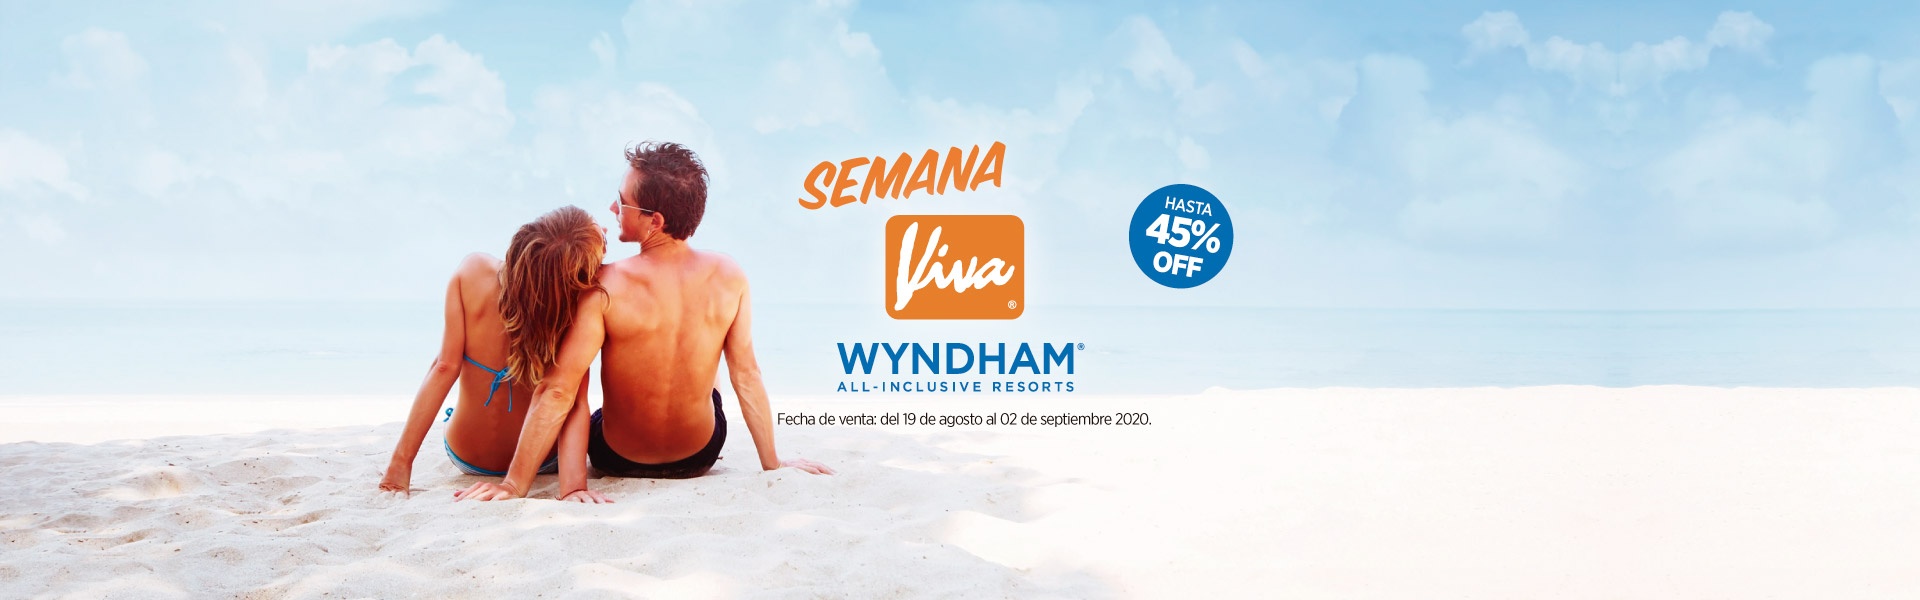 SEMANA
Viva
®
WYNDHAM®
ALL-INCLUSIVE RESORTS
Fecha de venta: del 19 de agosto al 02 de septiembre 2020.
HASTA
45%
OFF